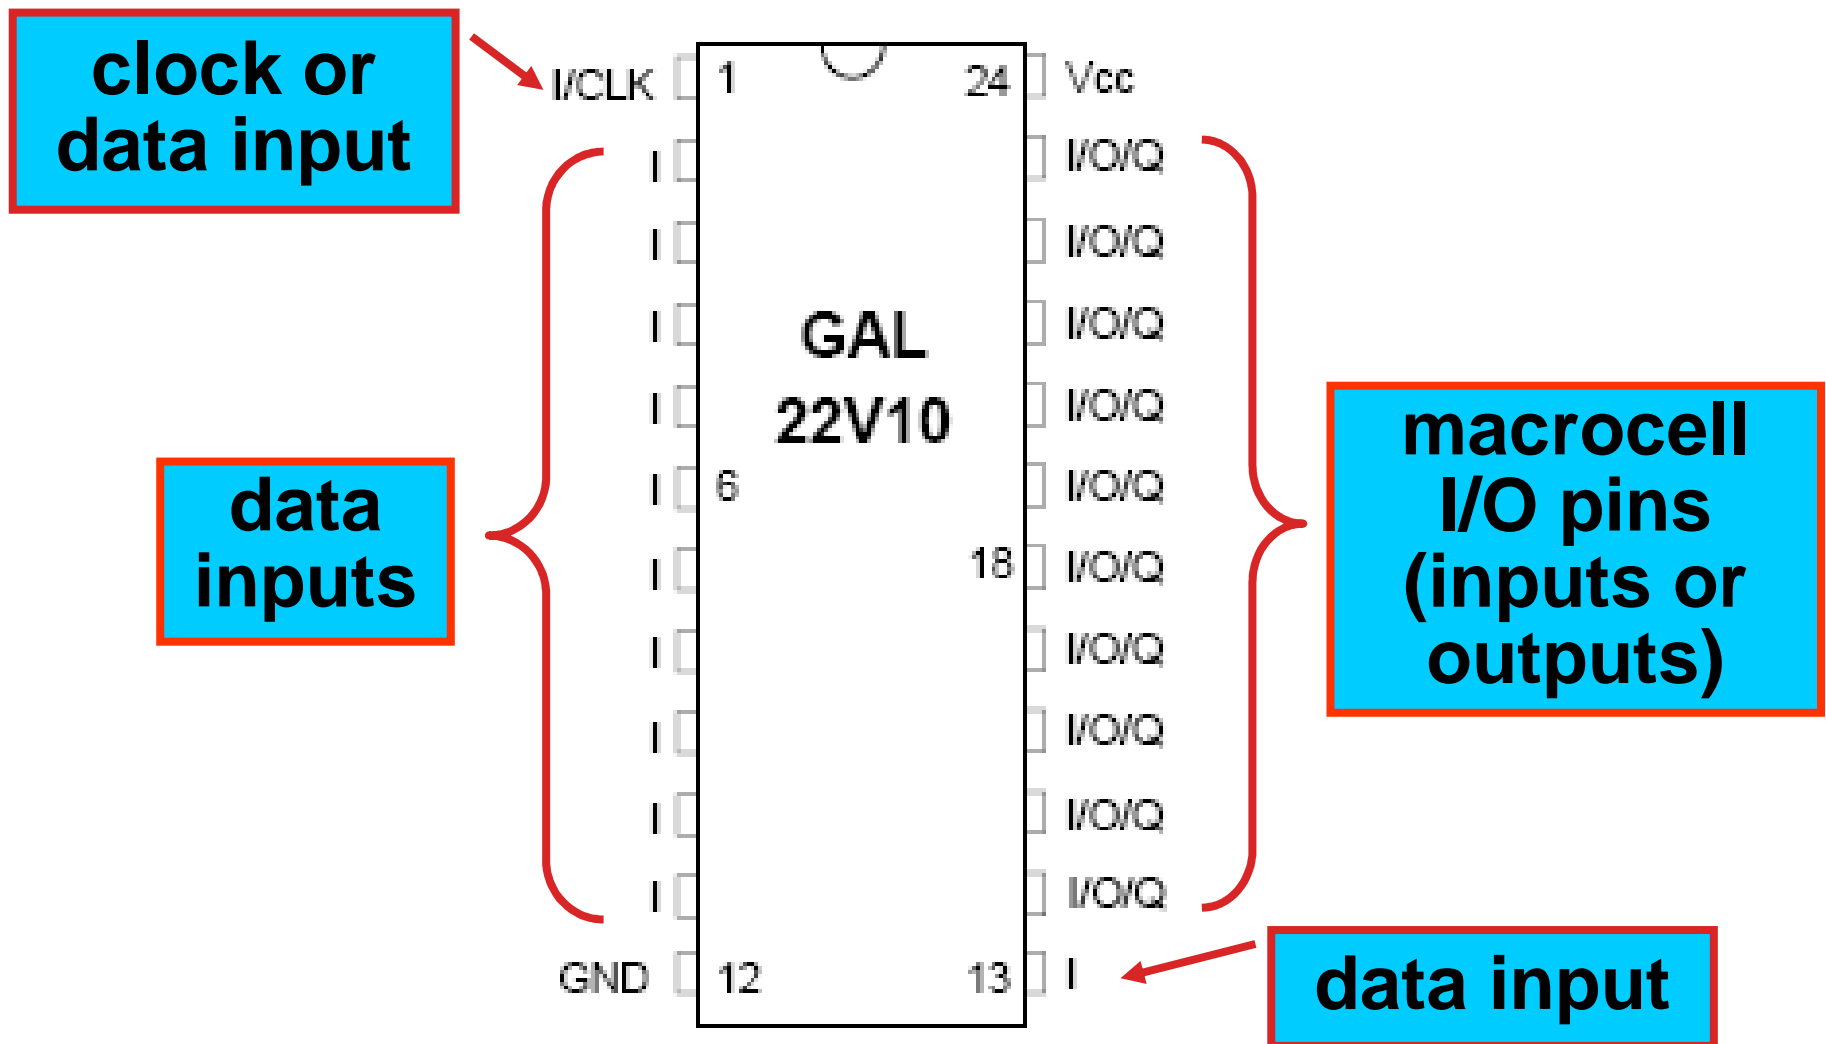 clock or
data input
I/CLK 1 24 Vcc
I I/O/Q
I I/O/Q
I I/O/Q
I I/O/Q
I 6 I/O/Q
I 18 I/O/Q
I I/O/Q
I I/O/Q
I I/O/Q
I I/O/Q
GND 12 13 I
GAL
22V10
data
inputs
macrocell
I/O pins
(inputs or
outputs)
data input